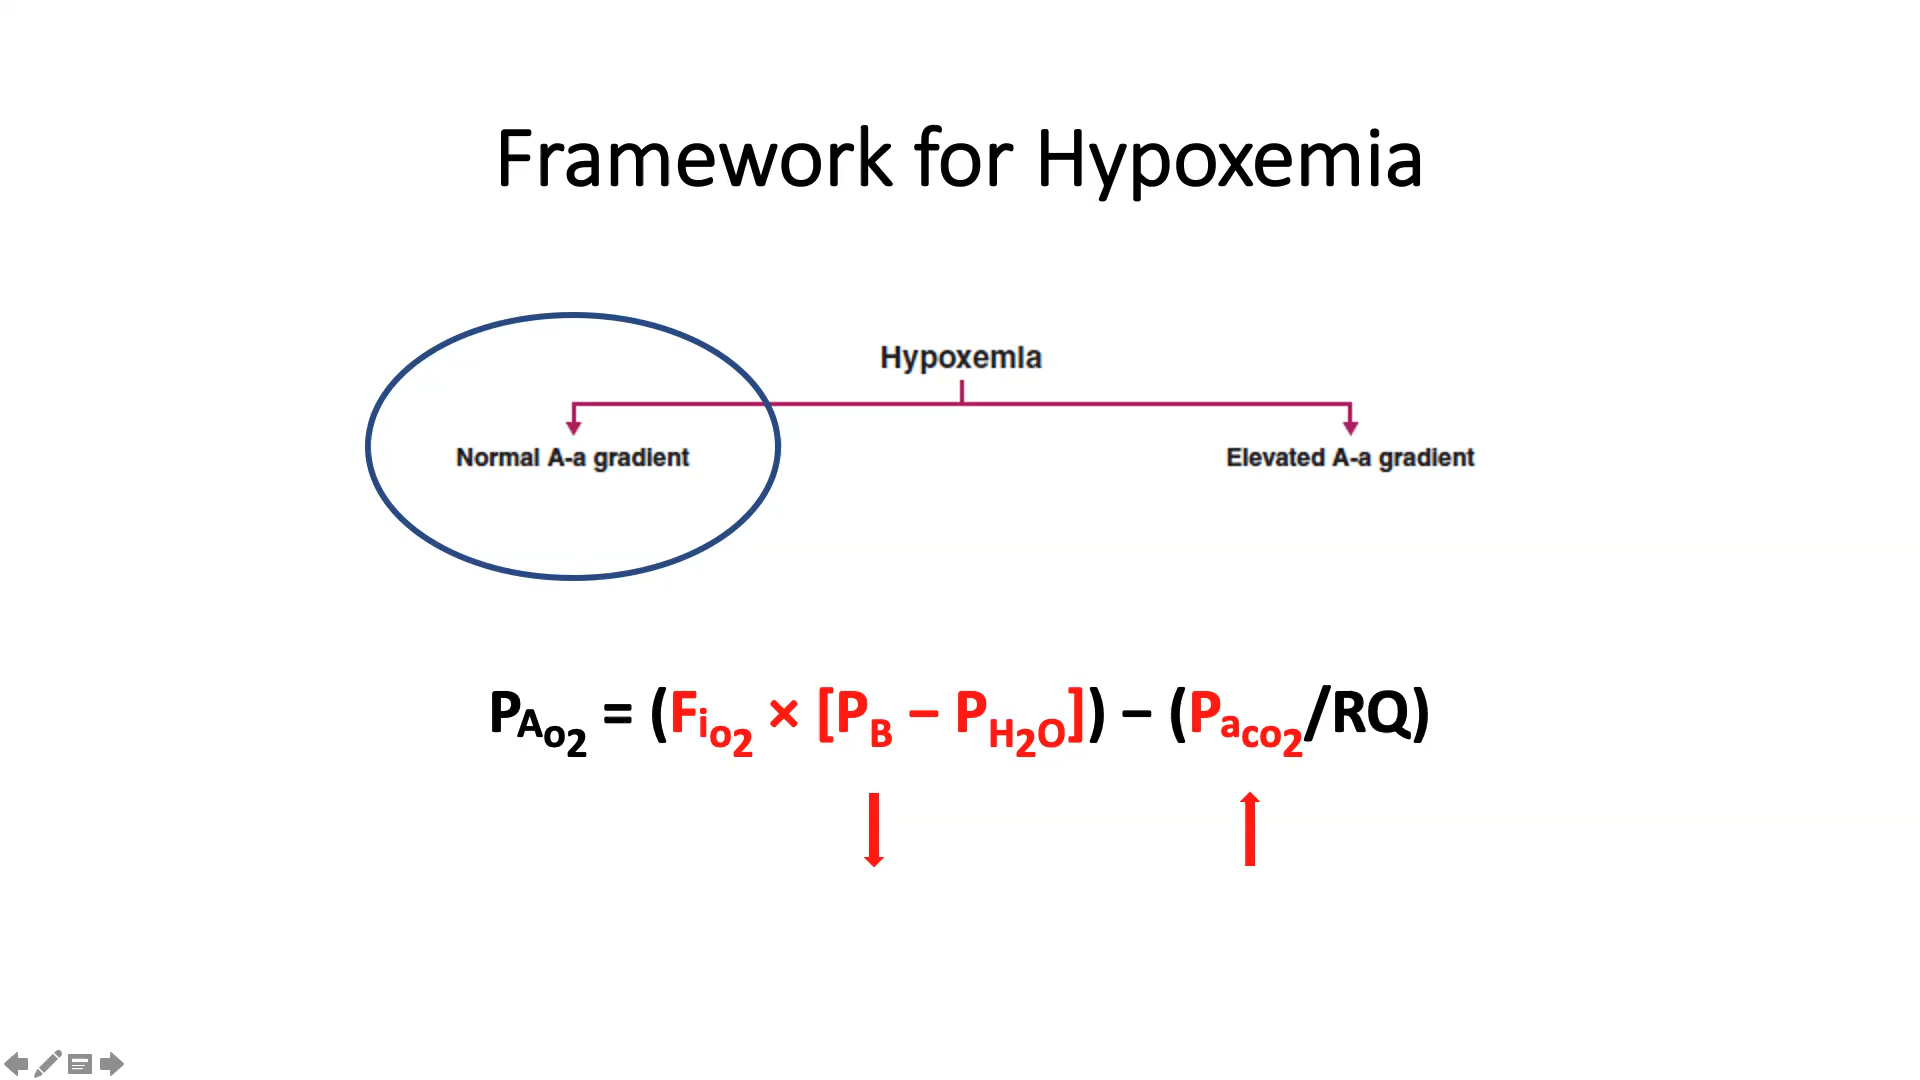 Framework for Hypoxemia
Hypoxemia
Normal A-a gradient
Elevated A-a gradient
PAo2 = (Fio2 × [PB − PH2O]) − (Paco2/RQ)